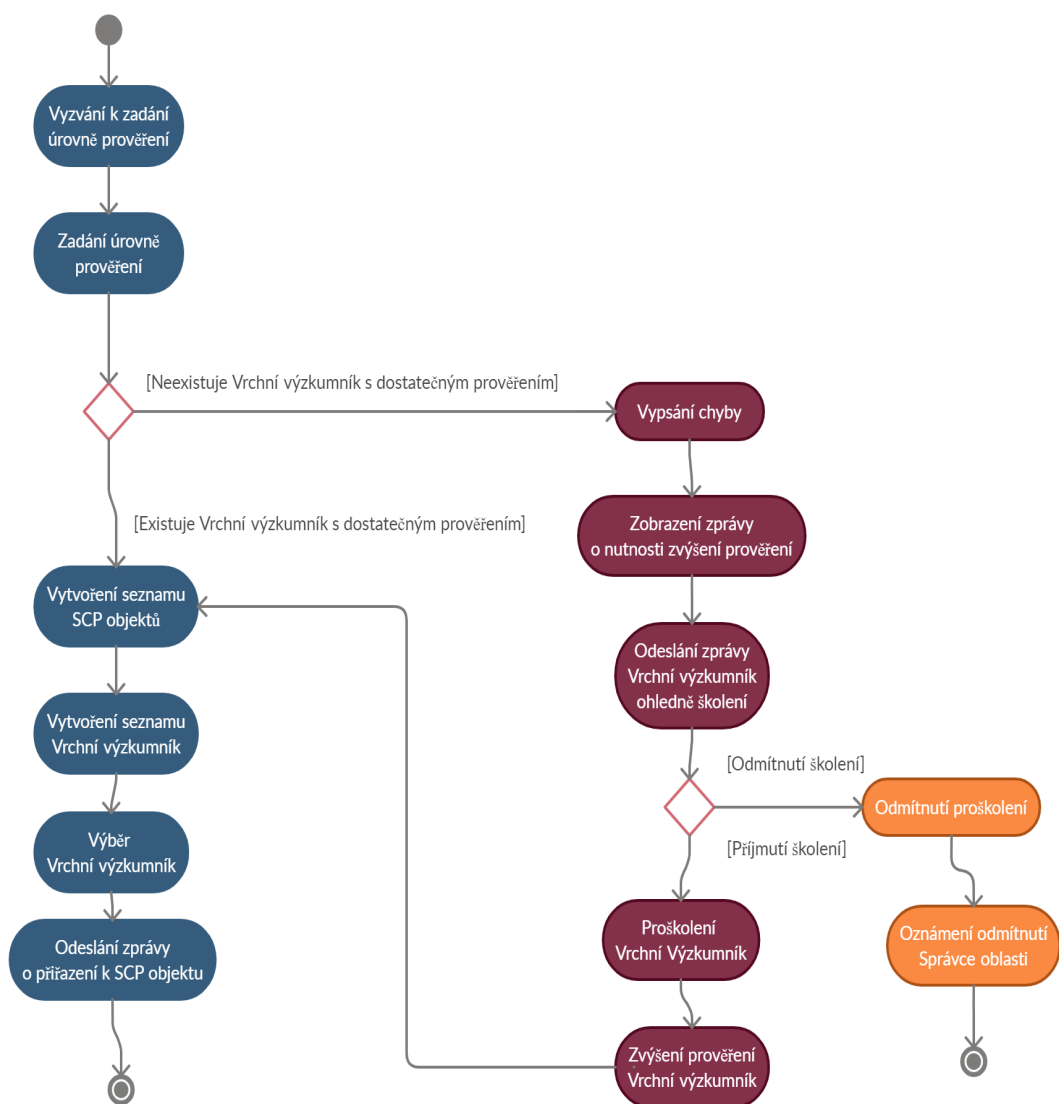 Vyzvání k zadání
úrovně prověření
Zadání úrovně
prověření
[Neexistuje Vrchní výzkumník s dostatečným prověřením]
Vypsání chyby
[Existuje Vrchní výzkumník s dostatečným prověřením]
Zobrazení zprávy
o nutnosti zvýšení prověření
Vytvoření seznamu
SCP objektů
Odeslání zprávy
Vrchní výzkumník
ohledně školení
Vytvoření seznamu
Vrchní výzkumník
[Odmítnutí školení]
Odmítnutí proškolení
[Příjmutí školení]
Výběr
Vrchní výzkumník
Proškolení
Vrchní Výzkumník
Oznámení odmítnutí
Správce oblasti
Odeslání zprávy
o přiřazení k SCP objektu
Zvýšení prověření
Vrchní výzkumník